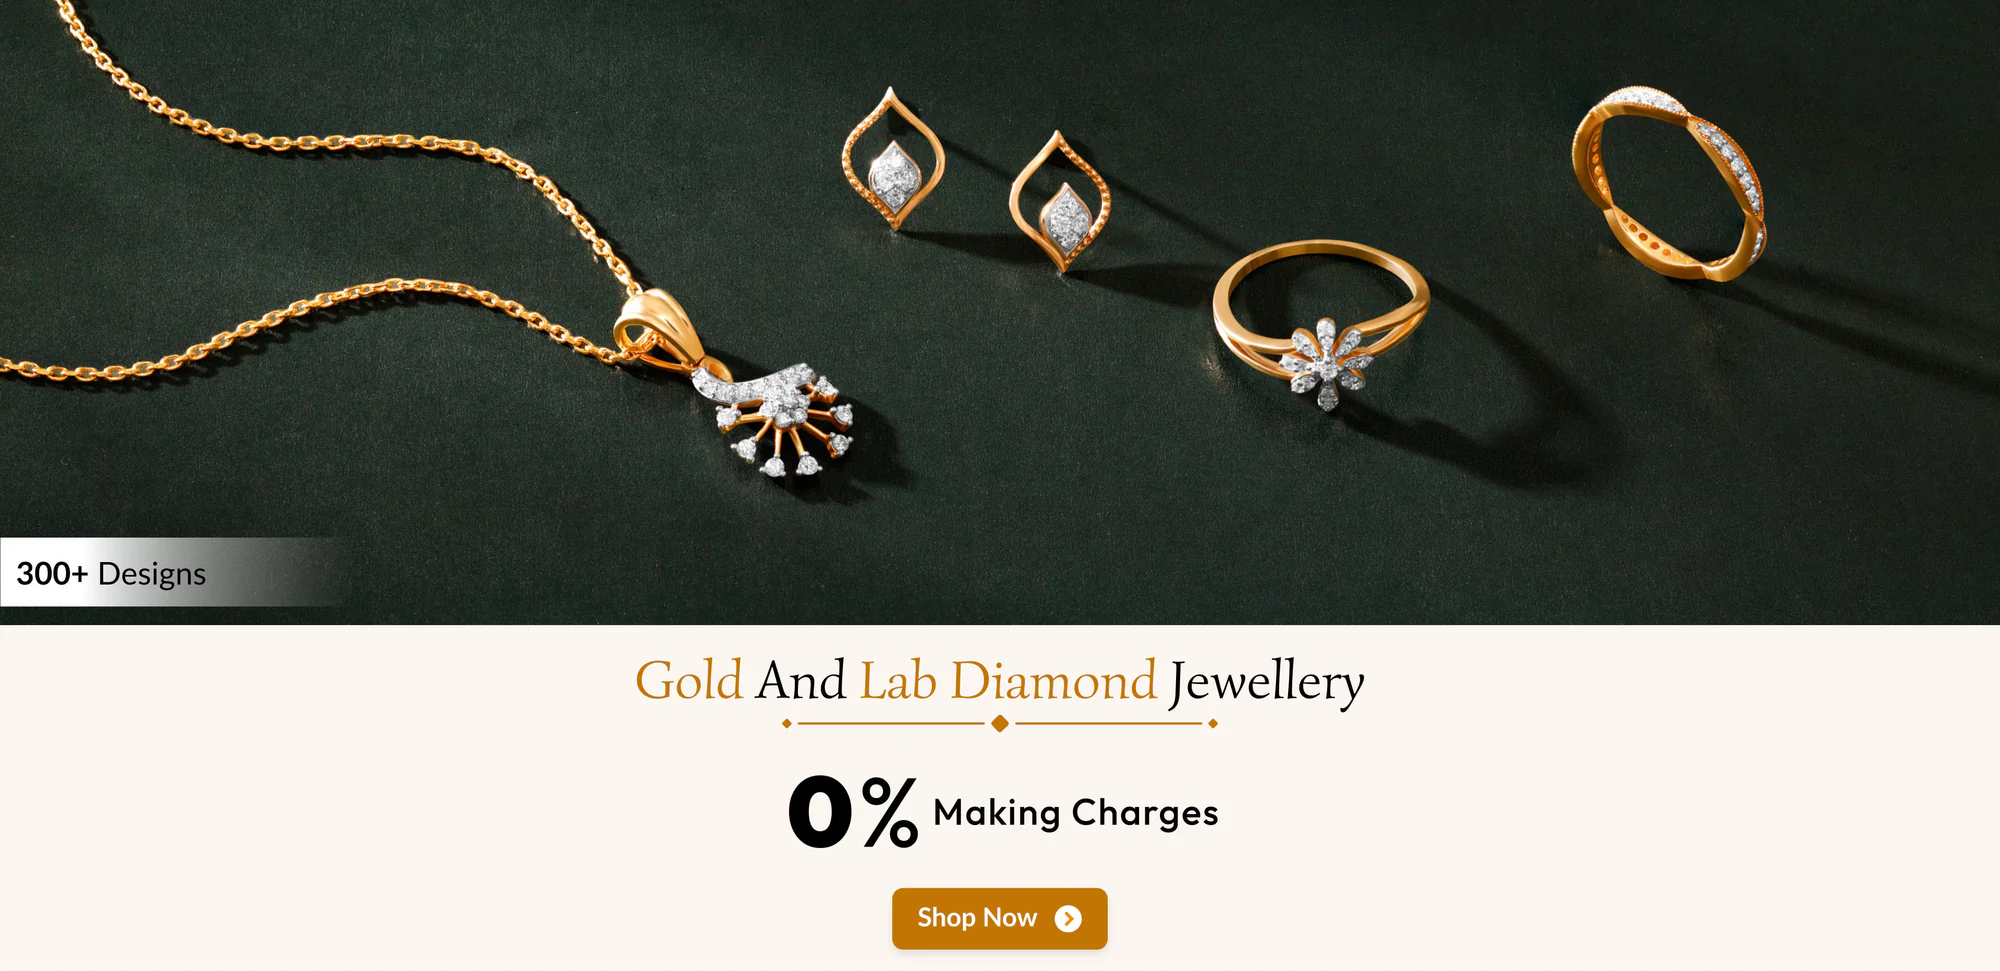 300+ Designs
Gold And Lab Diamond Jewellery
0% Making Charges
Shop Now